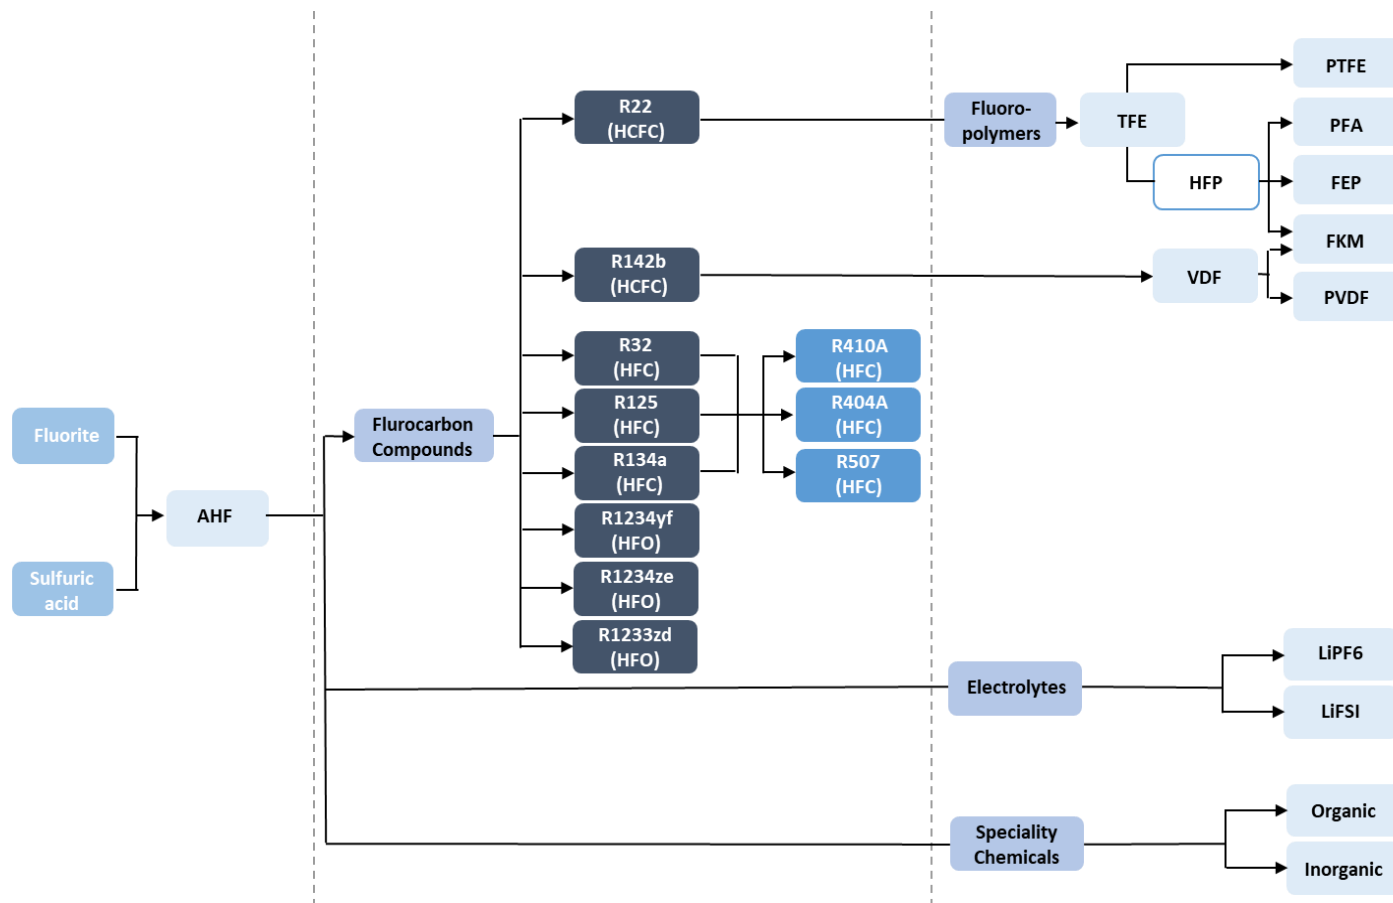 Fluorite
Sulfuric
acid
AHF
Flurocarbon
Compounds
R22
(HCFC)
R142b
(HCFC)
R32
(HFC)
R125
(HFC)
R134a
(HFC)
R1234yf
(HFO)
R1234ze
(HFO)
R1233zd
(HFO)
R410A
(HFC)
R404A
(HFC)
R507
(HFC)
Fluoro-
polymers
TFE
HFP
VDF
PTFE
PFA
FEP
FKM
PVDF
Electrolytes
LiPF6
LiFSI
Speciality
Chemicals
Organic
Inorganic